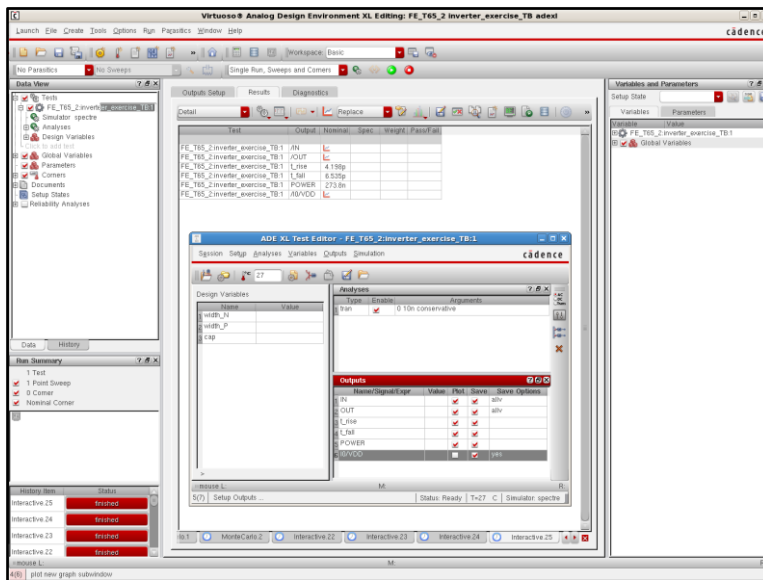 Virtuoso® Analog Design Environment XL Editing: FE_T65_2 inverter_exercise_TB adexl
Launch File Create Tools Options Run Parasitics Window Help
cādence
Workspace: Basic
No Parasitics No Sweeps Single Run, Sweeps and Corners
Data View
Tests
FE_T65_2:inverter_exercise_TB:1
Simulator spectre
Analyses
Design Variables
Click to add test
Global Variables
Parameters
Corners
Documents
Setup States
Reliability Analyses
Data History
Run Summary
1 Test
1 Point Sweep
0 Corner
Nominal Corner
History Item Status
Interactive.25 finished
Interactive.24 finished
Interactive.23 finished
Interactive.22 finished
Outputs Setup Results Diagnostics
Detail Replace
Test Output Nominal Spec Weight Pass/Fail
FE_T65_2:inverter_exercise_TB:1 /IN
FE_T65_2:inverter_exercise_TB:1 /OUT
FE_T65_2:inverter_exercise_TB:1 t_rise 4.198p
FE_T65_2:inverter_exercise_TB:1 t_fall 6.535p
FE_T65_2:inverter_exercise_TB:1 POWER 273.8n
FE_T65_2:inverter_exercise_TB:1 /I0/VDD
ADE XL Test Editor - FE_T65_2:inverter_exercise_TB:1
Session Setup Analyses Variables Outputs Simulation
cādence
27
Design Variables
Name Value
1 width_N
2 width_P
3 cap
>
Analyses
Type Enable Arguments
1 tran 0 10n conservative
Outputs
Name/Signal/Expr Value Plot Save Save Options
1 IN allv
2 OUT allv
3 t_rise
4 t_fall
5 POWER
I0/VDD yes
mouse L: M: R:
5(7) Setup Outputs ... Status: Ready T=27 C Simulator: spectre
MonteCarlo.2 Interactive.22 Interactive.23 Interactive.24 Interactive.25
Variables and Parameters
Setup State
Variables Parameters
Variable Value
FE_T65_2:inverter_exercise_TB:1
Global Variables
mouse L: M:
4(8) plot new graph subwindow